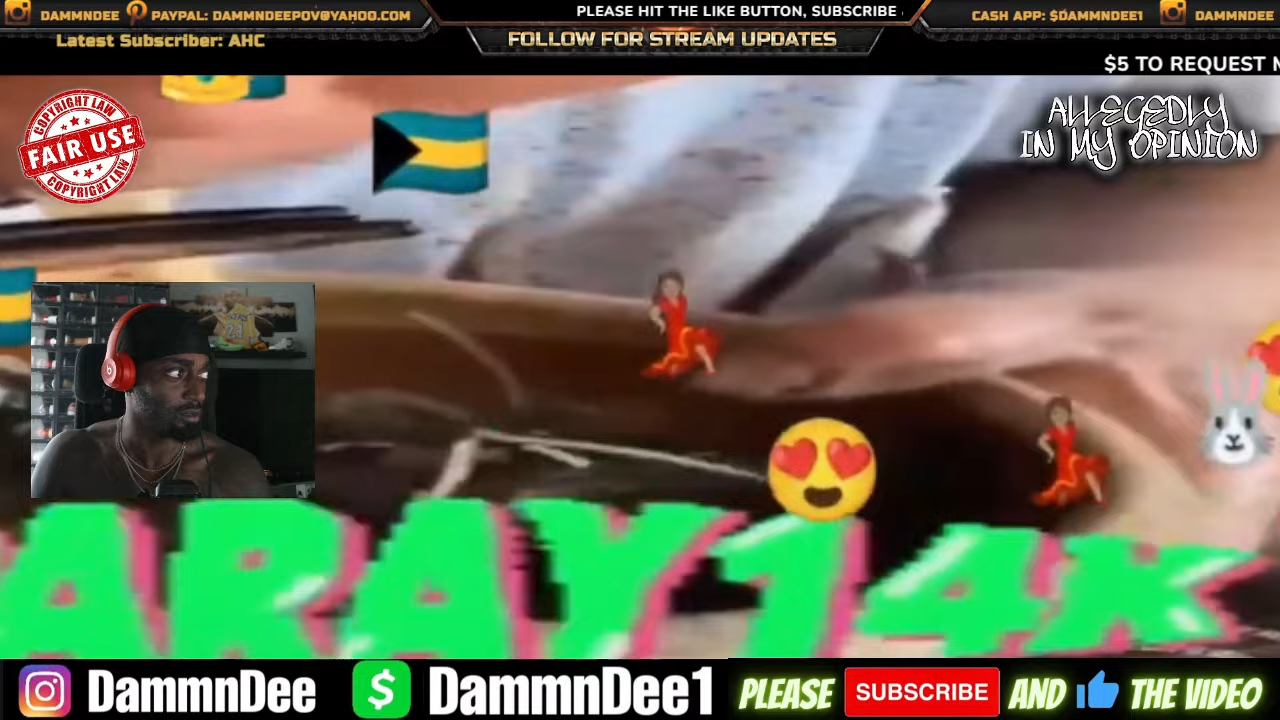 DAMMNDEE
PAYPAL: DAMMNDEEPOV@YAHOO.COM
PLEASE HIT THE LIKE BUTTON, SUBSCRIBE
CASH APP: $DAMMNDEE1
DAMMNDEE
Latest Subscriber: AHC
FOLLOW FOR STREAM UPDATES
$5 TO REQUEST
COPYRIGHT LAW
FAIR USE
COPYRIGHT LAW
ALLEGEDLY
IN MY OPINION
24
ARAY14K
DammnDee
DammnDee1
PLEASE
SUBSCRIBE
AND
THE VIDEO